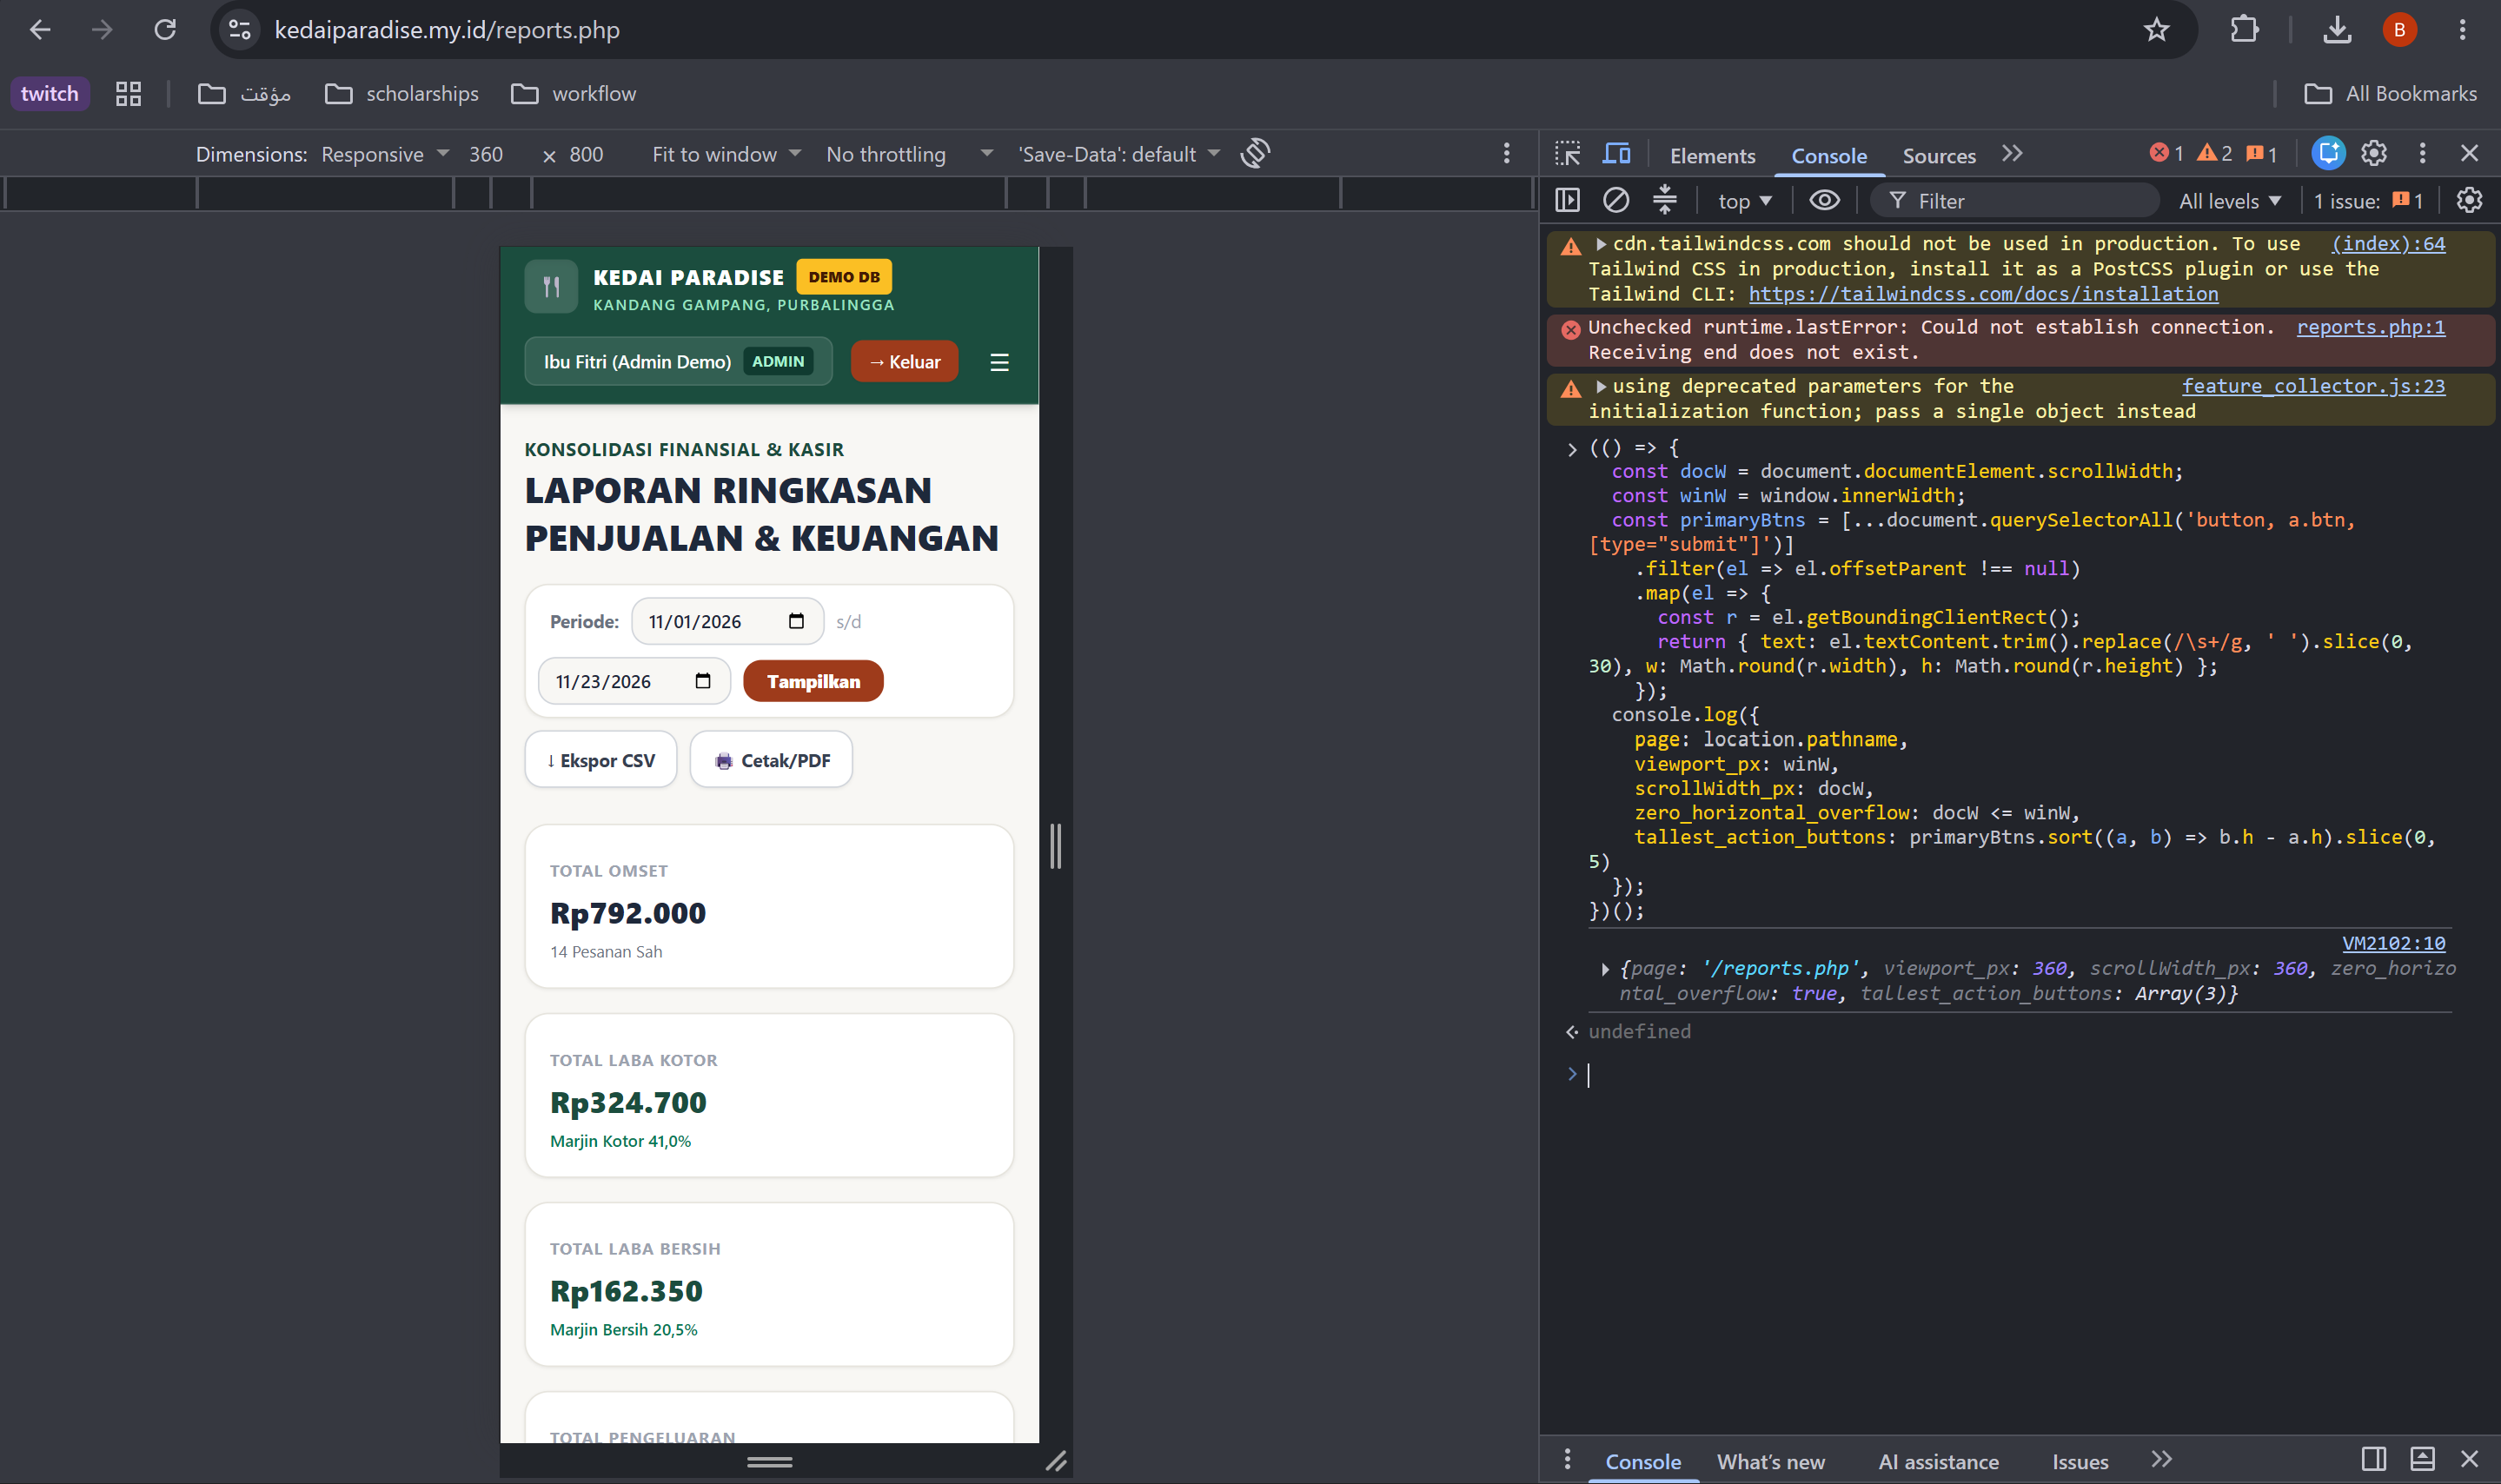 kedaiparadise.my.id/reports.php
B
twitch
مؤقت
scholarships
workflow
All Bookmarks
Dimensions: Responsive 360 × 800 Fit to window No throttling 'Save-Data': default
Elements Console Sources 1 2 1
top Filter All levels 1 issue: 1
KEDAI PARADISE DEMO DB
KANDANG GAMPANG, PURBALINGGA
Ibu Fitri (Admin Demo) ADMIN → Keluar ☰
KONSOLIDASI FINANSIAL & KASIR
LAPORAN RINGKASAN
PENJUALAN & KEUANGAN
Periode: 11/01/2026 s/d
11/23/2026 Tampilkan
↓ Ekspor CSV Cetak/PDF
TOTAL OMSET
Rp792.000
14 Pesanan Sah
TOTAL LABA KOTOR
Rp324.700
Marjin Kotor 41,0%
TOTAL LABA BERSIH
Rp162.350
Marjin Bersih 20,5%
TOTAL PENGELUARAN
cdn.tailwindcss.com should not be used in production. To use (index):64
Tailwind CSS in production, install it as a PostCSS plugin or use the
Tailwind CLI: https://tailwindcss.com/docs/installation
Unchecked runtime.lastError: Could not establish connection. reports.php:1
Receiving end does not exist.
using deprecated parameters for the feature_collector.js:23
initialization function; pass a single object instead
(() => {
const docW = document.documentElement.scrollWidth;
const winW = window.innerWidth;
const primaryBtns = [...document.querySelectorAll('button, a.btn,
[type="submit"]')]
.filter(el => el.offsetParent !== null)
.map(el => {
const r = el.getBoundingClientRect();
return { text: el.textContent.trim().replace(/\s+/g, ' ').slice(0,
30), w: Math.round(r.width), h: Math.round(r.height) };
});
console.log({
page: location.pathname,
viewport_px: winW,
scrollWidth_px: docW,
zero_horizontal_overflow: docW <= winW,
tallest_action_buttons: primaryBtns.sort((a, b) => b.h - a.h).slice(0,
5)
});
})();
VM2102:10
{page: '/reports.php', viewport_px: 360, scrollWidth_px: 360, zero_horizo
ntal_overflow: true, tallest_action_buttons: Array(3)}
undefined
Console What's new AI assistance Issues